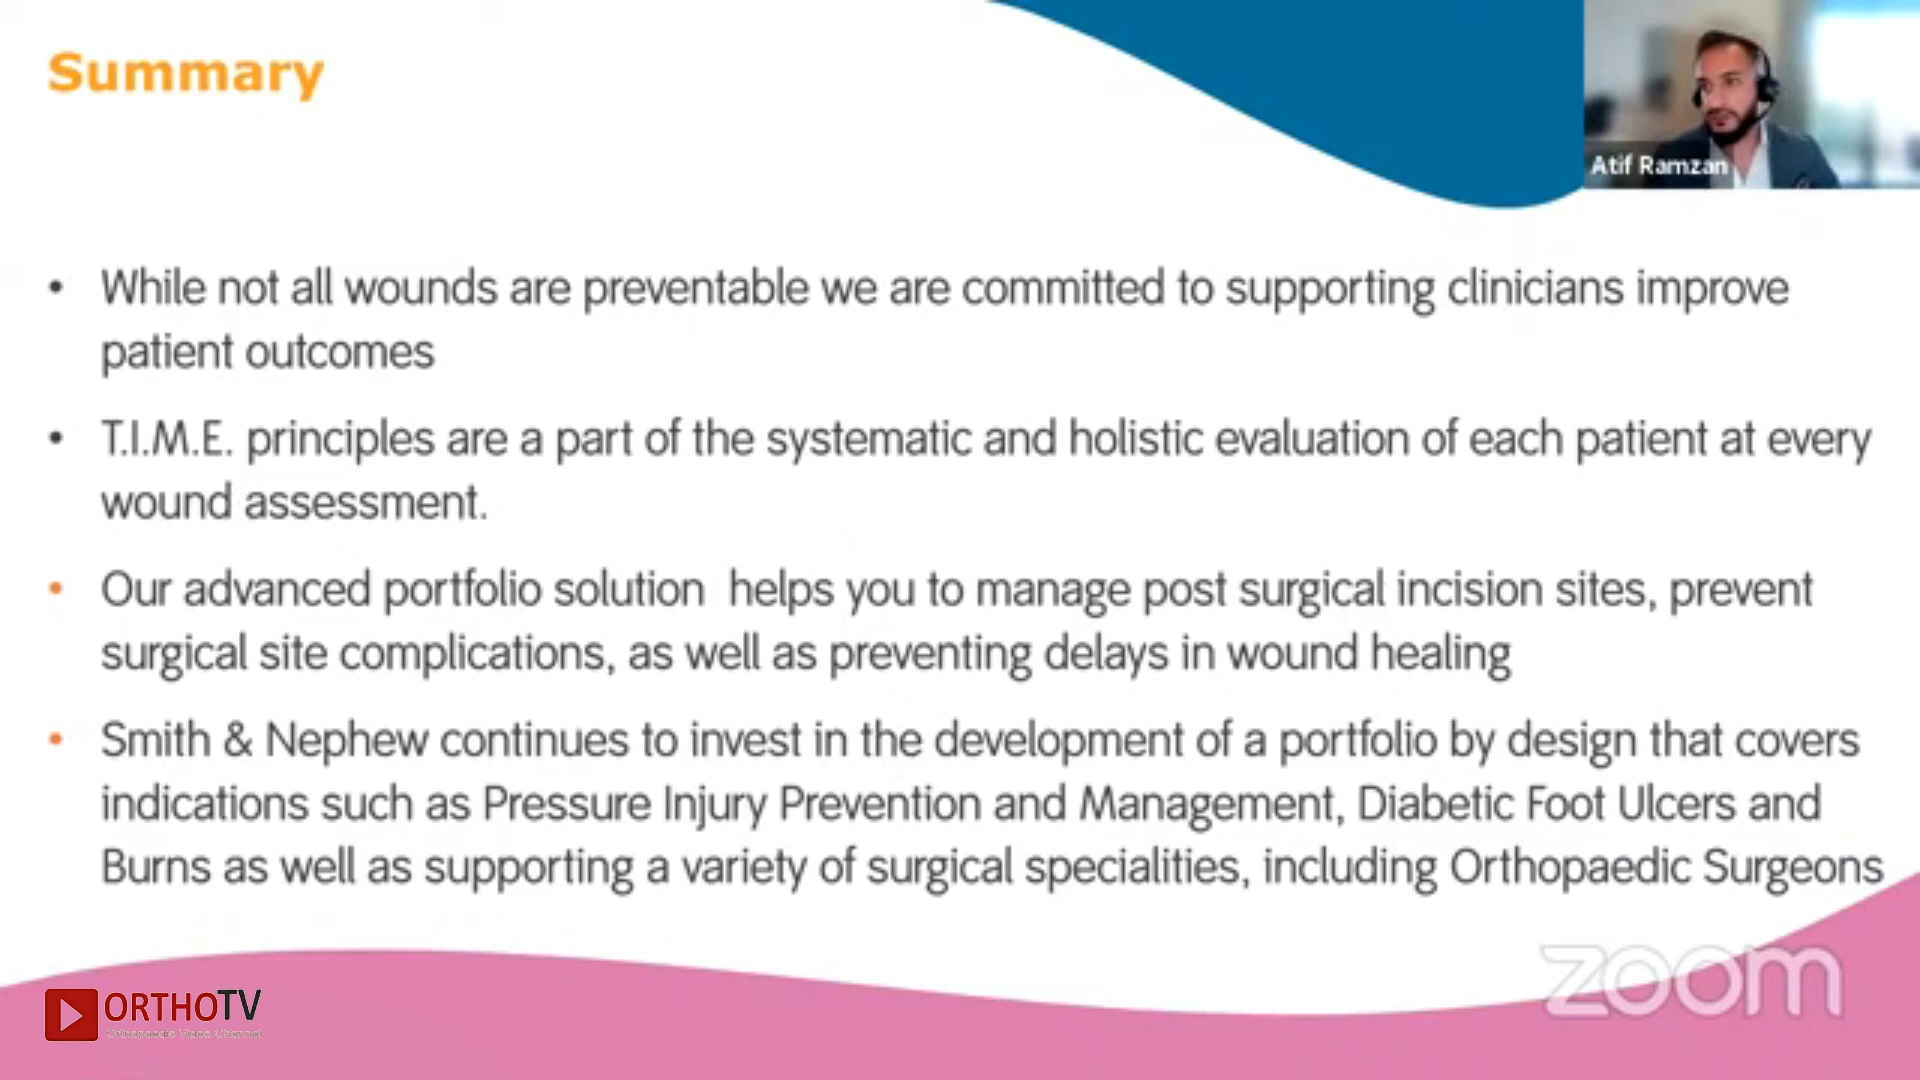 Summary
Atif Ramzan
• While not all wounds are preventable we are committed to supporting clinicians improve
patient outcomes
• T.I.M.E. principles are a part of the systematic and holistic evaluation of each patient at every
wound assessment.
• Our advanced portfolio solution  helps you to manage post surgical incision sites, prevent
surgical site complications, as well as preventing delays in wound healing
• Smith & Nephew continues to invest in the development of a portfolio by design that covers
indications such as Pressure Injury Prevention and Management, Diabetic Foot Ulcers and
Burns as well as supporting a variety of surgical specialities, including Orthopaedic Surgeons
zoom
ORTHOTV
Orthopaedic Video Channel